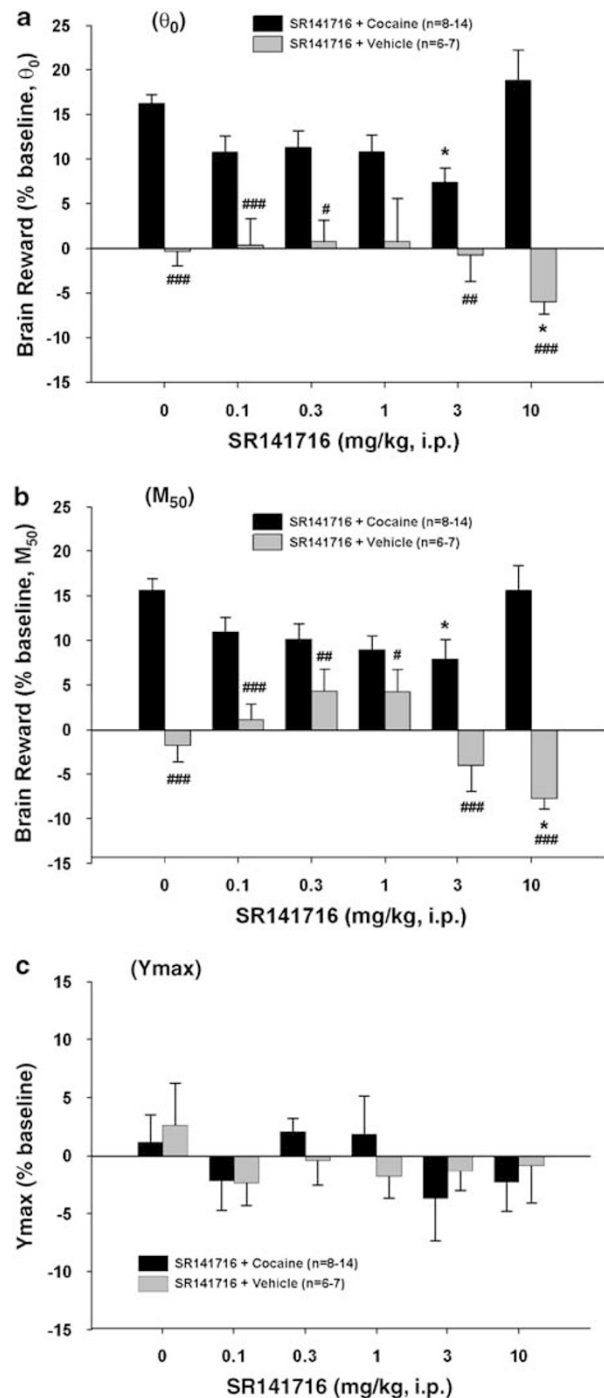 a
(θ0)
SR141716 + Cocaine (n=8-14)
SR141716 + Vehicle (n=6-7)
Brain Reward (% baseline, θ0)
20
15
10
5
0
-5
-10
-15
###
###
#
*
##
*
###
0 0.1 0.3 1 3 10
SR141716 (mg/kg, i.p.)
b
(M50)
SR141716 + Cocaine (n=8-14)
SR141716 + Vehicle (n=6-7)
Brain Reward (% baseline, M50)
25
20
15
10
5
0
-5
-10
-15
###
###
##
#
*
###
*
###
0 0.1 0.3 1 3 10
SR141716 (mg/kg, i.p.)
c
(Ymax)
Ymax (% baseline)
15
10
5
0
-5
-10
-15
SR141716 + Cocaine (n=8-14)
SR141716 + Vehicle (n=6-7)
0 0.1 0.3 1 3 10
SR141716 (mg/kg, i.p.)